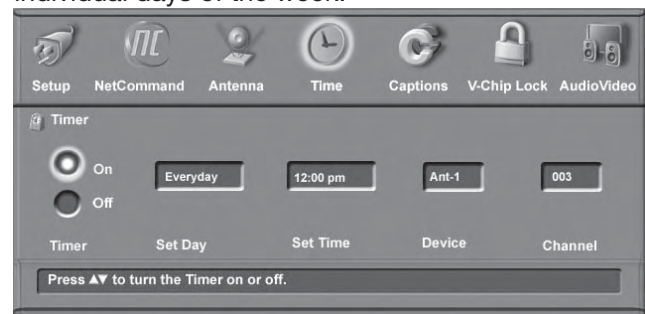 individual days of the week.
Setup NetCommand Antenna Time Captions V-Chip Lock AudioVideo
Timer
On
Everyday 12:00 pm Ant-1 003
Off
Timer Set Day Set Time Device Channel
Press ▲▼ to turn the Timer on or off.